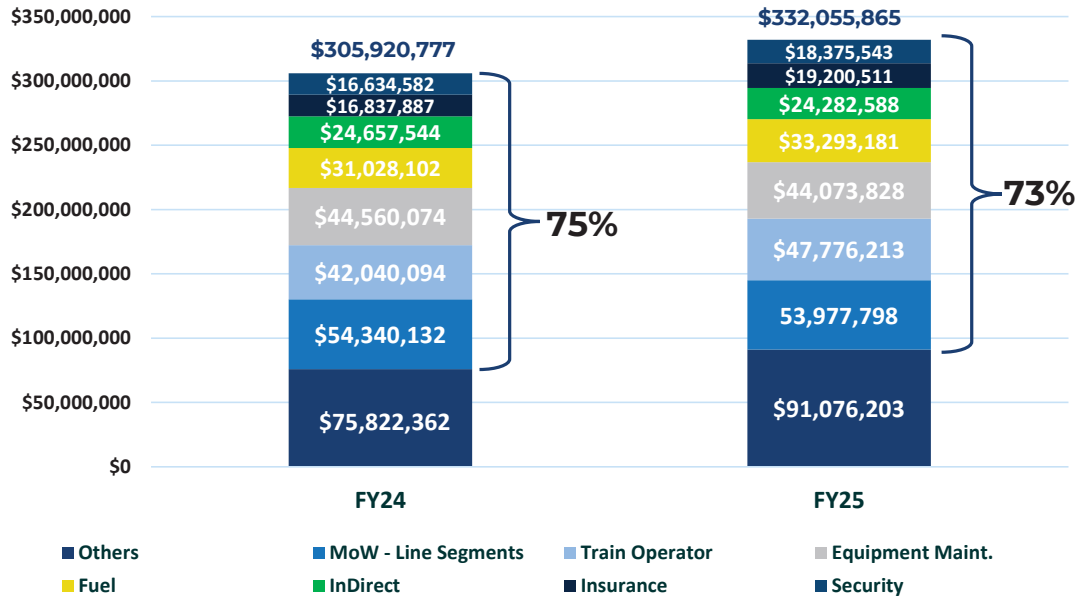 $350,000,000
$300,000,000
$250,000,000
$200,000,000
$150,000,000
$100,000,000
$50,000,000
$0
$305,920,777
$16,634,582
$16,837,887
$24,657,544
$31,028,102
$44,560,074
$42,040,094
$54,340,132
$75,822,362
75%
FY24
$332,055,865
$18,375,543
$19,200,511
$24,282,588
$33,293,181
$44,073,828
$47,776,213
53,977,798
$91,076,203
73%
FY25
Others
MoW - Line Segments
Train Operator
Equipment Maint.
Fuel
InDirect
Insurance
Security